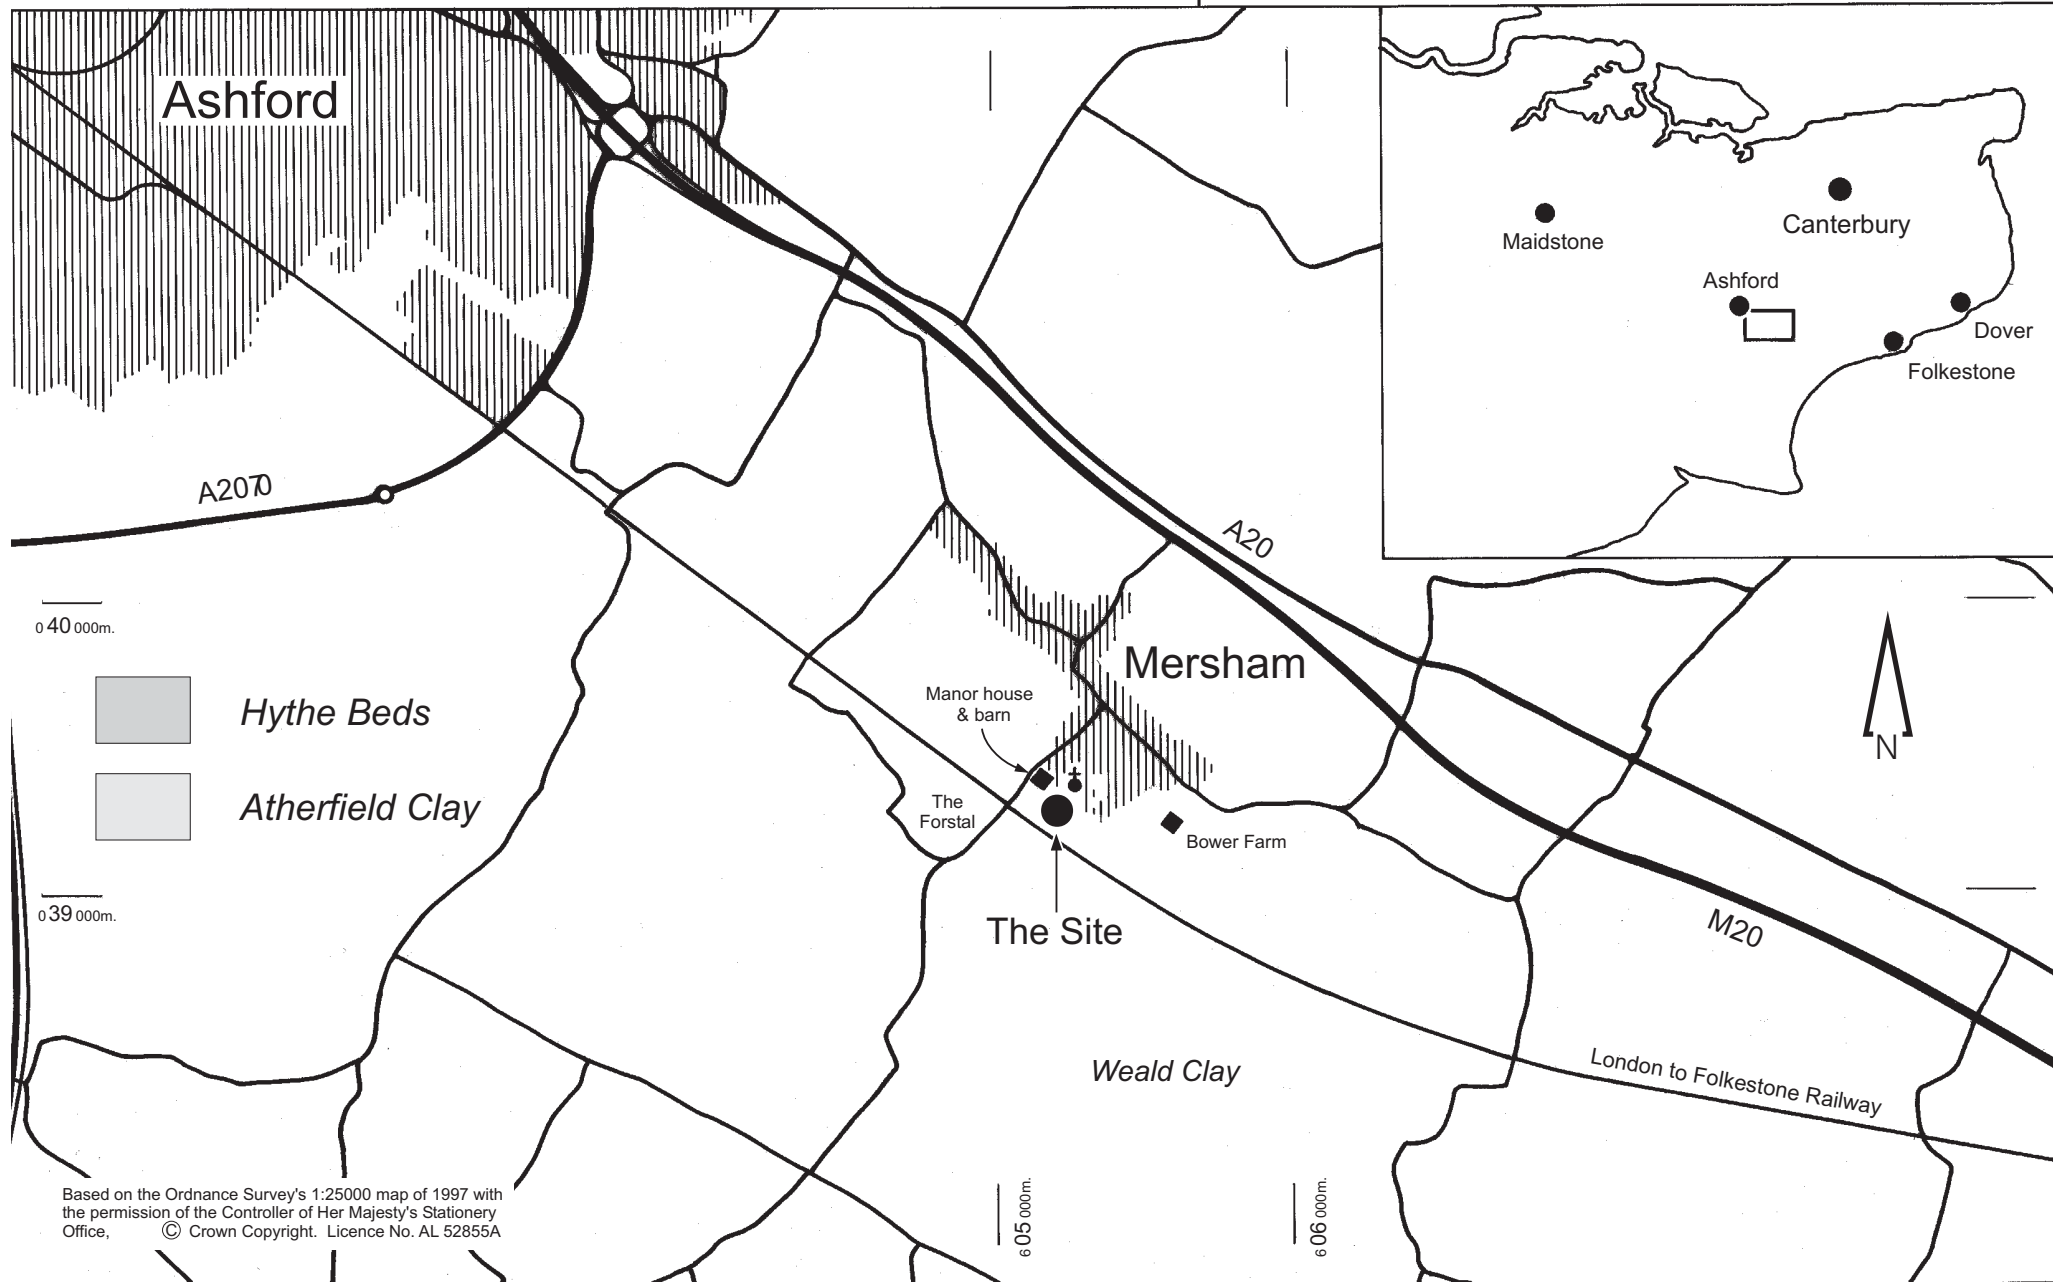 Ashford
Maidstone
Canterbury
Ashford
Dover
Folkestone
A2070
A20
0 40 000m.
Hythe Beds
Atherfield Clay
0 39 000m.
Mersham
Manor house
& barn
The
Forstal
Bower Farm
The Site
N
M20
Weald Clay
London to Folkestone Railway
6 05 000m.
6 06 000m.
Based on the Ordnance Survey's 1:25000 map of 1997 with
the permission of the Controller of Her Majesty's Stationery
Office, © Crown Copyright. Licence No. AL 52855A